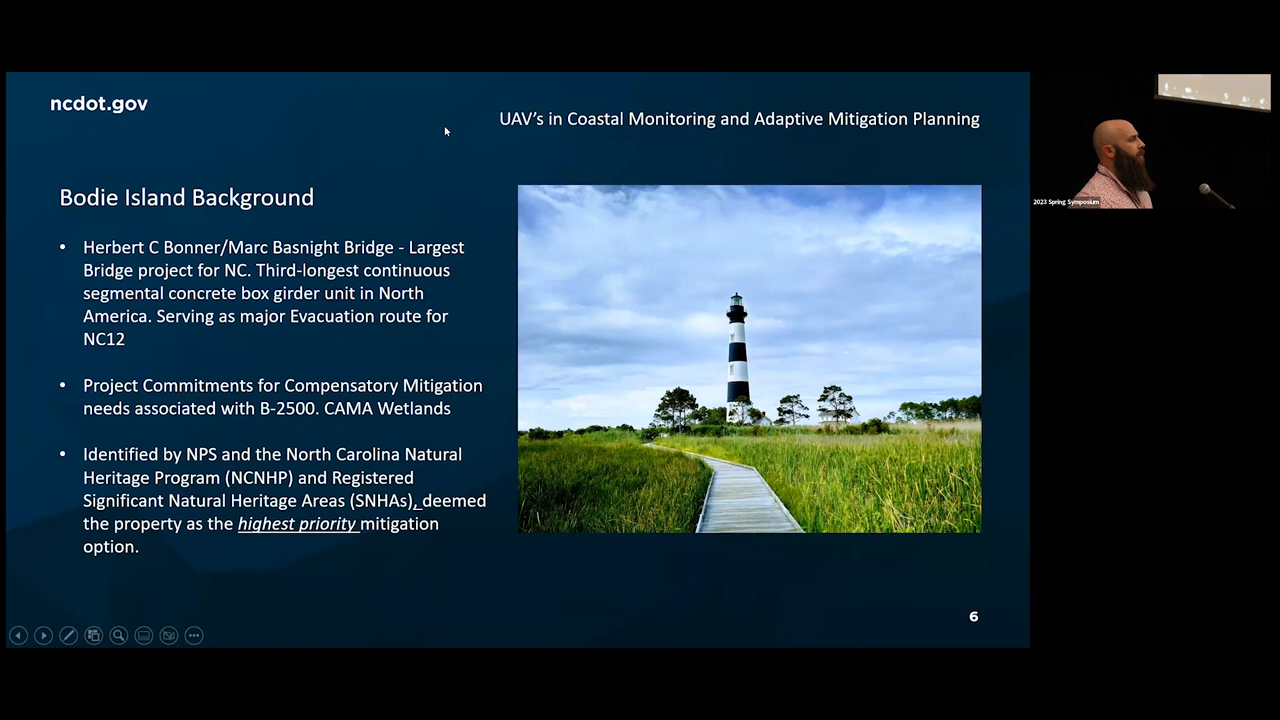 ncdot.gov
UAV's in Coastal Monitoring and Adaptive Mitigation Planning
Bodie Island Background
• Herbert C Bonner/Marc Basnight Bridge - Largest
Bridge project for NC. Third-longest continuous
segmental concrete box girder unit in North
America. Serving as major Evacuation route for
NC12
• Project Commitments for Compensatory Mitigation
needs associated with B-2500. CAMA Wetlands
• Identified by NPS and the North Carolina Natural
Heritage Program (NCNHP) and Registered
Significant Natural Heritage Areas (SNHAs), deemed
the property as the highest priority mitigation
option.
6
2023 Spring Symposium